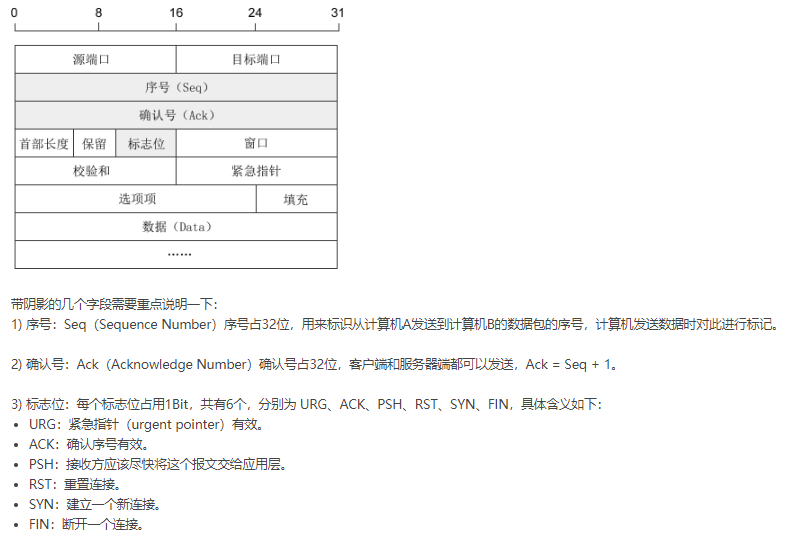 0 8 16 24 31
源端口 目标端口
序号（Seq）
确认号（Ack）
首部长度 保留 标志位 窗口
校验和 紧急指针
选项项 填充
数据（Data）
……
带阴影的几个字段需要重点说明一下：
1) 序号：Seq（Sequence Number）序号占32位，用来标识从计算机A发送到计算机B的数据包的序号，计算机发送数据时对此进行标记。
2) 确认号：Ack（Acknowledge Number）确认号占32位，客户端和服务器端都可以发送，Ack = Seq + 1。
3) 标志位：每个标志位占用1Bit，共有6个，分别为 URG、ACK、PSH、RST、SYN、FIN，具体含义如下：
• URG：紧急指针（urgent pointer）有效。
• ACK：确认序号有效。
• PSH：接收方应该尽快将这个报文交给应用层。
• RST：重置连接。
• SYN：建立一个新连接。
• FIN：断开一个连接。